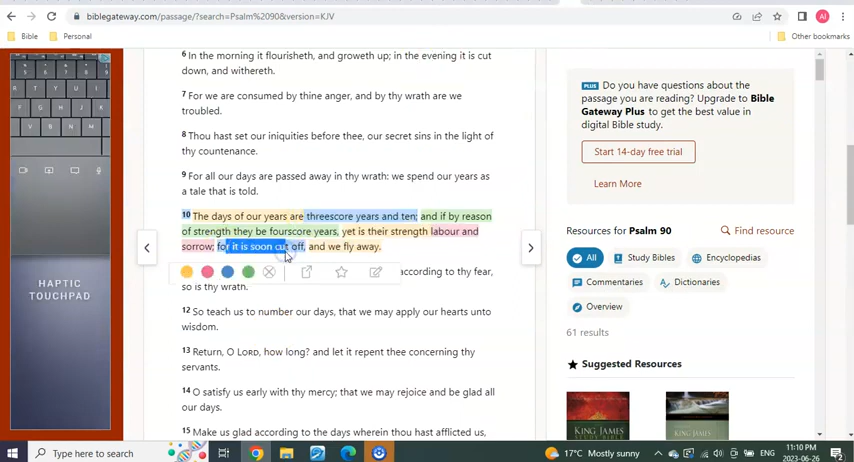 biblegateway.com/passage/?search=Psalm%2090&version=KJV
AI
Bible
Personal
Other bookmarks
6 In the morning it flourisheth, and groweth up; in the evening it is cut
down, and withereth.
7 For we are consumed by thine anger, and by thy wrath are we
troubled.
8 Thou hast set our iniquities before thee, our secret sins in the light of
thy countenance.
9 For all our days are passed away in thy wrath: we spend our years as
a tale that is told.
10 The days of our years are threescore years and ten; and if by reason
of strength they be fourscore years, yet is their strength labour and
sorrow; for it is soon cut off, and we fly away.
according to thy fear,
so is thy wrath.
12 So teach us to number our days, that we may apply our hearts unto
wisdom.
13 Return, O LORD, how long? and let it repent thee concerning thy
servants.
14 O satisfy us early with thy mercy; that we may rejoice and be glad all
our days.
15 Make us glad according to the days wherein thou hast afflicted us,
HAPTIC
TOUCHPAD
PLUS Do you have questions about the
passage you are reading? Upgrade to Bible
Gateway Plus to get the best value in
digital Bible study.
Start 14-day free trial
Learn More
Resources for Psalm 90
Find resource
All
Study Bibles
Encyclopedias
Commentaries
Dictionaries
Overview
61 results
Suggested Resources
KING JAMES
Type here to search
17°C Mostly sunny
ENG
11:10 PM
2023-06-26
2